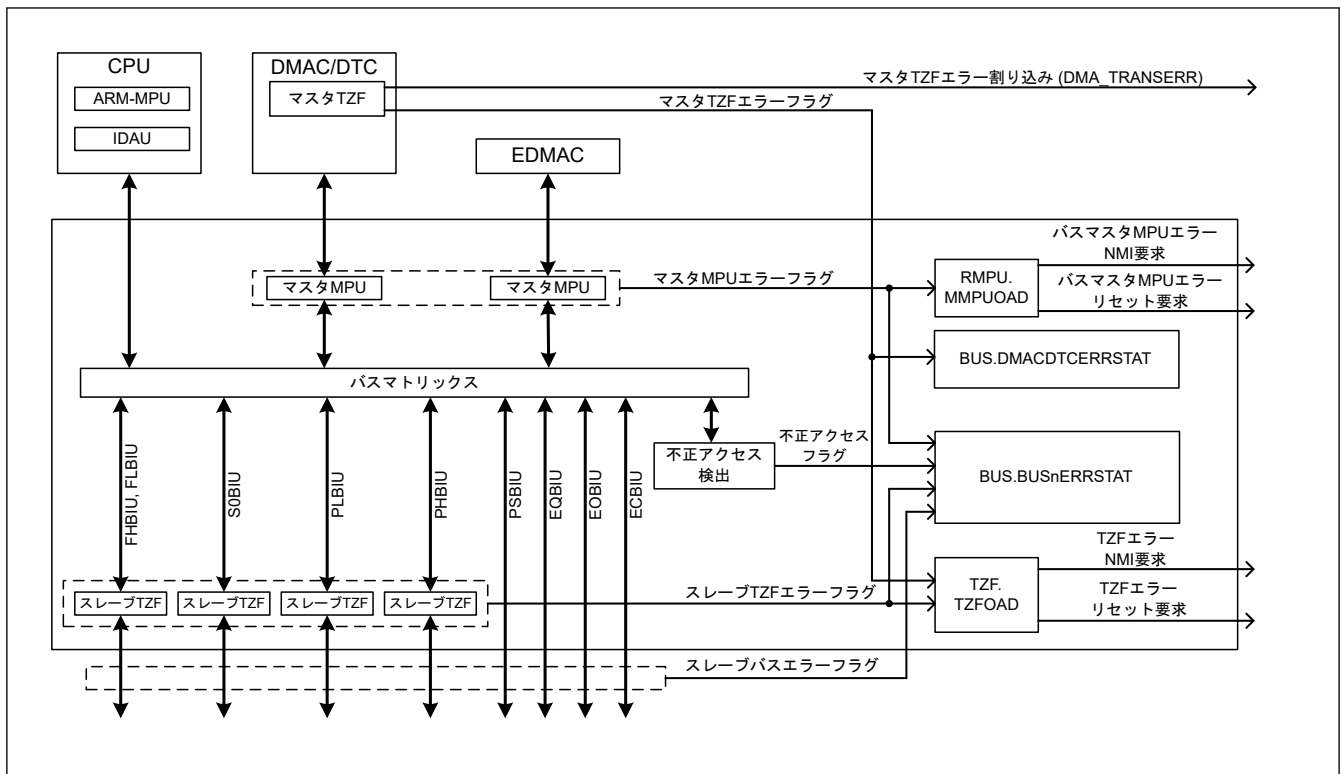 CPU
ARM-MPU
IDAU
DMAC/DTC
マスタTZF
EDMAC
マスタTZFエラー割り込み (DMA_TRANSERR)
マスタTZFエラーフラグ
マスタMPU
マスタMPU
マスタMPUエラーフラグ
RMPU.
MMPUOAD
バスマスタMPUエラー
NMI要求
バスマスタMPUエラー
リセット要求
BUS.DMACDTCERRSTAT
バスマトリックス
FHBIU, FLBIU
S0BIU
PLBIU
PHBIU
PSBIU
EQBIU
EOBIU
ECBIU
不正アクセス
検出
不正アクセス
フラグ
BUS.BUSnERRSTAT
スレーブTZF
スレーブTZF
スレーブTZF
スレーブTZF
スレーブTZFエラーフラグ
TZF.
TZFOAD
TZFエラー
NMI要求
TZFエラー
リセット要求
スレーブバスエラーフラグ